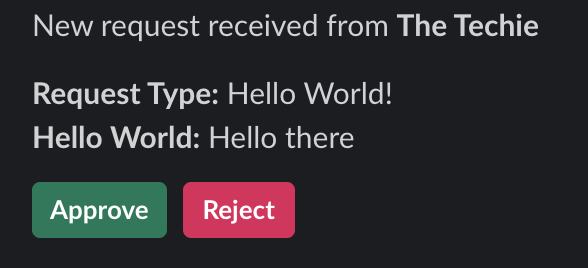 New request received from The Techie
Request Type: Hello World!
Hello World: Hello there
Approve Reject